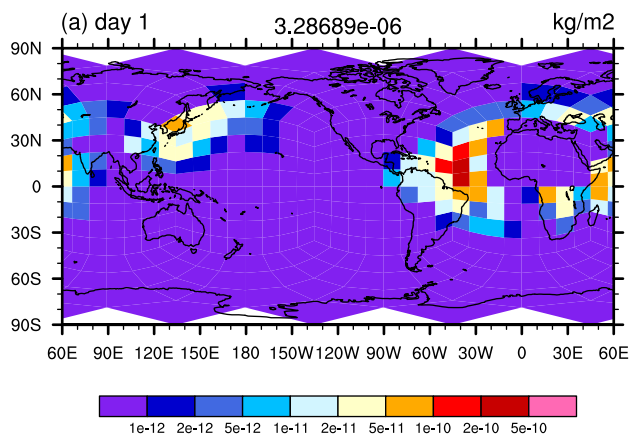 (a) day 1 3.28689e-06 kg/m2
90N
60N
30N
0
30S
60S
90S
60E 90E 120E 150E 180 150W 120W 90W 60W 30W 0 30E 60E
1e-12 2e-12 5e-12 1e-11 2e-11 5e-11 1e-10 2e-10 5e-10